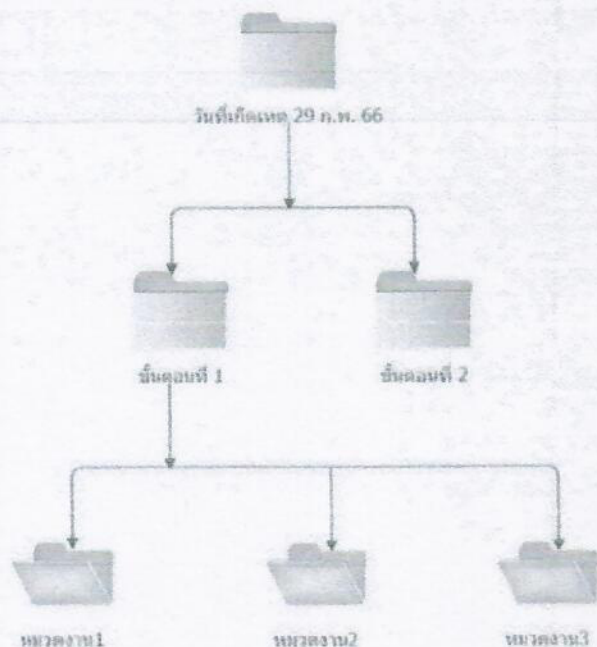 วันที่เกิดเหตุ 29 ก.พ. 66
ขั้นตอนที่ 1
ขั้นตอนที่ 2
หมวดงาน1
หมวดงาน2
หมวดงาน3